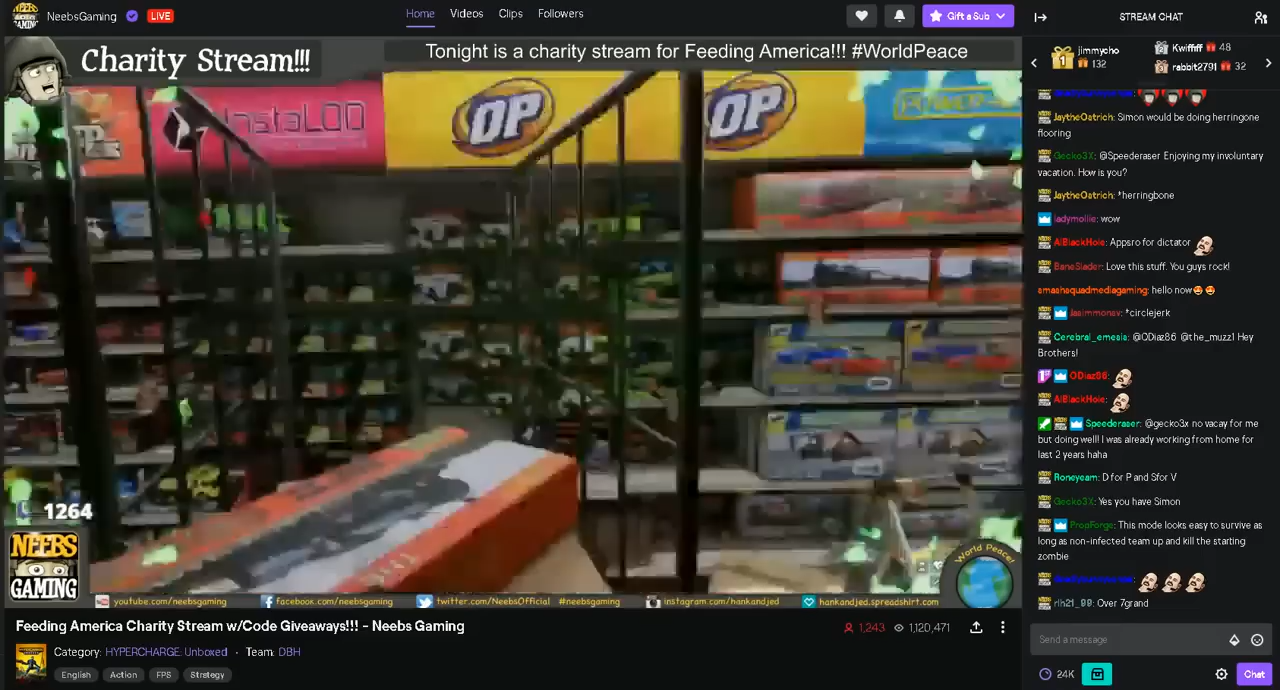 NeebsGaming LIVE
Home Videos Clips Followers
Gift a Sub
STREAM CHAT
1 jimmycho 132
Kwiffff 48
rabbit2791 32
Charity Stream!!!
Tonight is a charity stream for Feeding America!!! #WorldPeace
InstaLOD
OP
OP
1264
NEEBS
GAMING
World Peace!
youtube.com/neebsgaming
facebook.com/neebsgaming
twitter.com/NeebsOfficial #neebsgaming
instagram.com/hankandjed
hankandjed.spreadshirt.com
Feeding America Charity Stream w/Code Giveaways!!! - Neebs Gaming
1,243 1,120,471
Category: HYPERCHARGE: Unboxed · Team: DBH
English Action FPS Strategy
JaytheOatrich: Simon would be doing herringone
flooring
Gecko3X: @Speederaser Enjoying my involuntary
vacation. How is you?
JaytheOatrich: *herringbone
ladymollie: wow
AlBlackHole: Appsro for dictator
BaneSlader: Love this stuff. You guys rock!
smashsquadmediagaming: hello now
*circlejerk
Cerebral_emesis: @ODiaz86 @the_muzz1 Hey
Brothers!
ODiaz86:
AlBlackHole:
Speederaser: @gecko3x no vacay for me
but doing well! I was already working from home for
last 2 years haha
Roneyeam: D for P and Sfor V
Gecko3X: Yes you have Simon
PropForge: This mode looks easy to survive as
long as non-infected team up and kill the starting
zombie
rlh21_99: Over 7grand
Send a message
24K
Chat